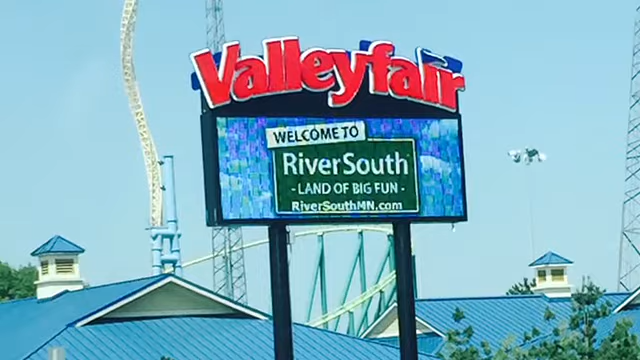 Valleyfair
WELCOME TO
RiverSouth
- LAND OF BIG FUN -
RiverSouthMN.com